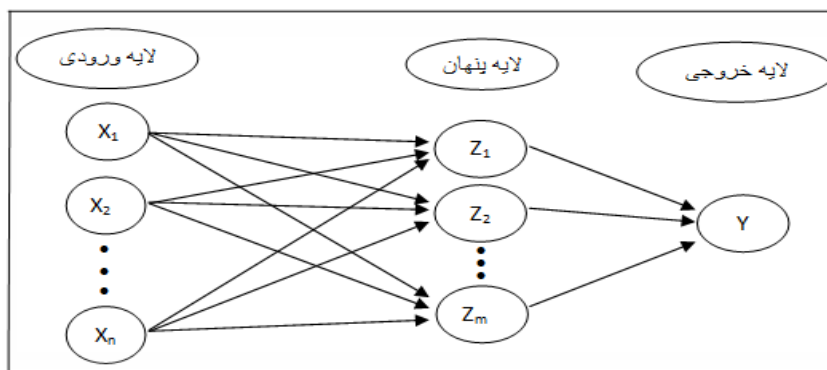 لایه ورودی
لایه پنهان
لایه خروجی
X1
X2
Xn
Z1
Z2
Zm
Y